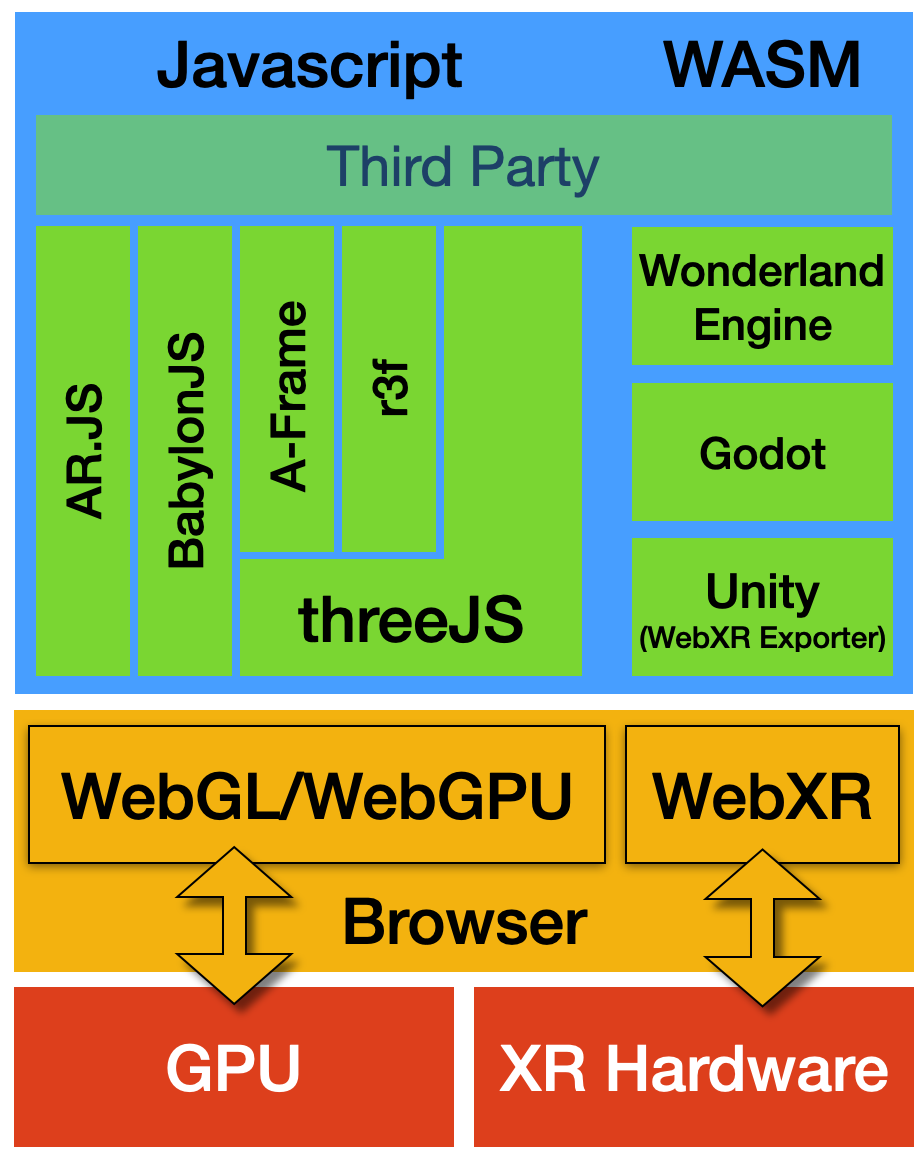 Javascript
WASM
Third Party
AR.JS
BabylonJS
A-Frame
r3f
threeJS
Wonderland
Engine
Godot
Unity
(WebXR Exporter)
WebGL/WebGPU
WebXR
Browser
GPU
XR Hardware